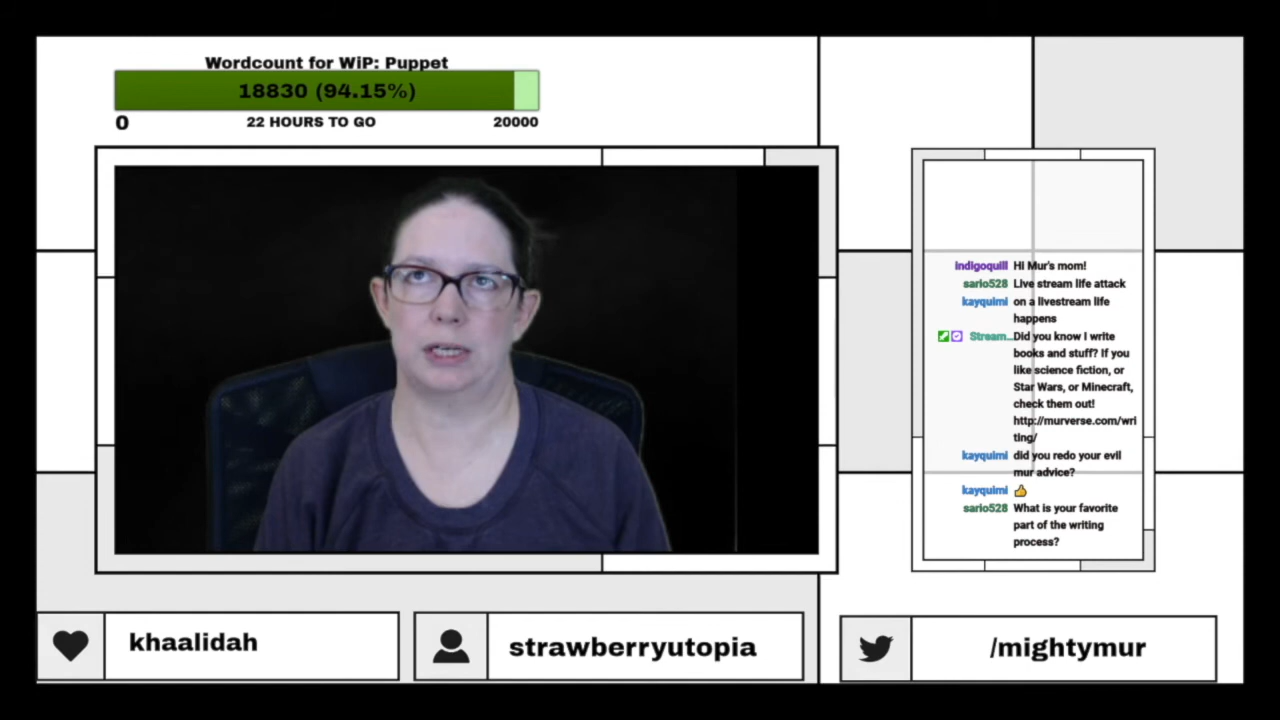 Wordcount for WiP: Puppet
18830 (94.15%)
0 22 HOURS TO GO 20000
indigoquill Hi Mur's mom!
sario528 Live stream life attack
kayquimi on a livestream life
happens
Stream... Did you know I write
books and stuff? If you
like science fiction, or
Star Wars, or Minecraft,
check them out!
http://murverse.com/wri
ting/
kayquimi did you redo your evil
mur advice?
kayquimi 👍
sario528 What is your favorite
part of the writing
process?
khaalidah
strawberryutopia
/mightymur